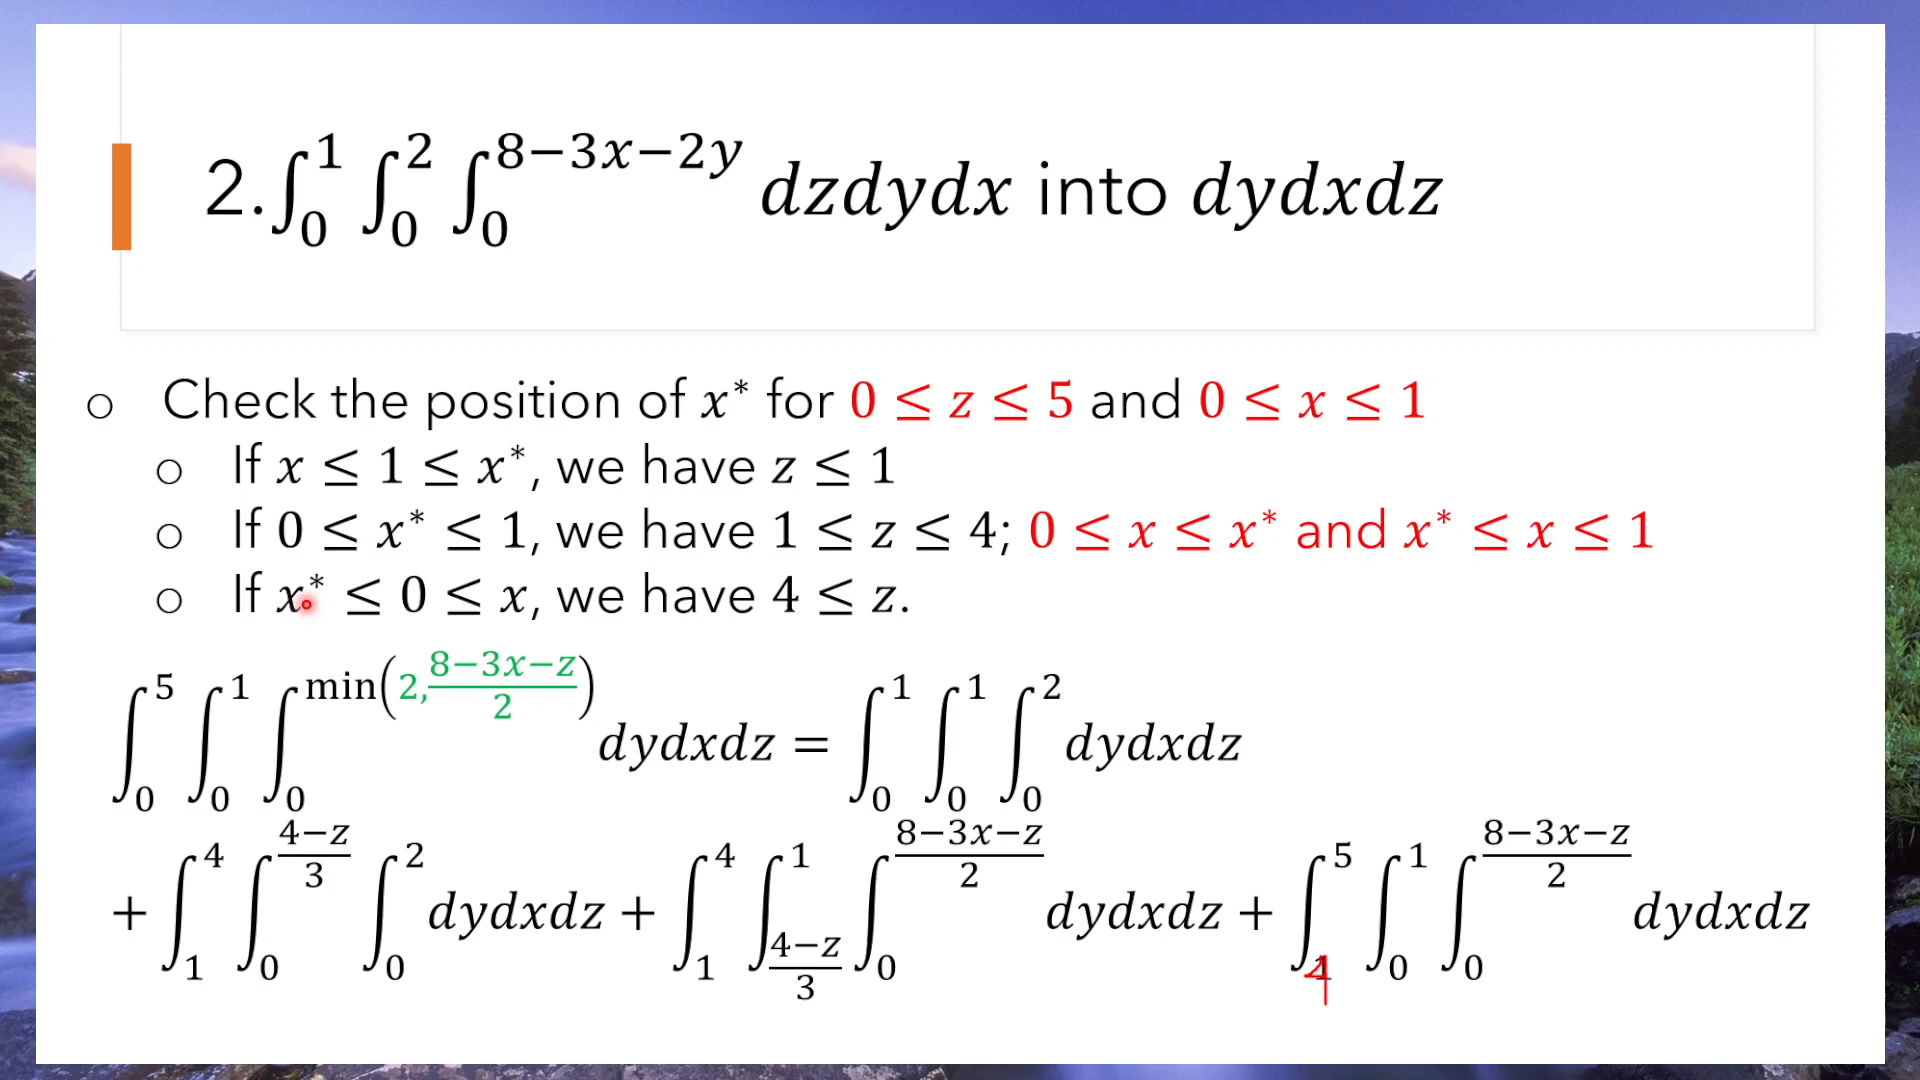 2. ∫₀¹ ∫₀² ∫₀^{8−3x−2y} dzdydx into dydxdz
○ Check the position of x* for 0 ≤ z ≤ 5 and 0 ≤ x ≤ 1
○ If x ≤ 1 ≤ x*, we have z ≤ 1
○ If 0 ≤ x* ≤ 1, we have 1 ≤ z ≤ 4; 0 ≤ x ≤ x* and x* ≤ x ≤ 1
○ If x* ≤ 0 ≤ x, we have 4 ≤ z.
∫₀⁵ ∫₀¹ ∫₀^{min(2, (8−3x−z)/2)} dydxdz = ∫₀¹ ∫₀¹ ∫₀² dydxdz
+ ∫₁⁴ ∫₀^{(4−z)/3} ∫₀² dydxdz + ∫₁⁴ ∫_{(4−z)/3}^{1} ∫₀^{(8−3x−z)/2} dydxdz + ∫₄⁵ ∫₀¹ ∫₀^{(8−3x−z)/2} dydxdz